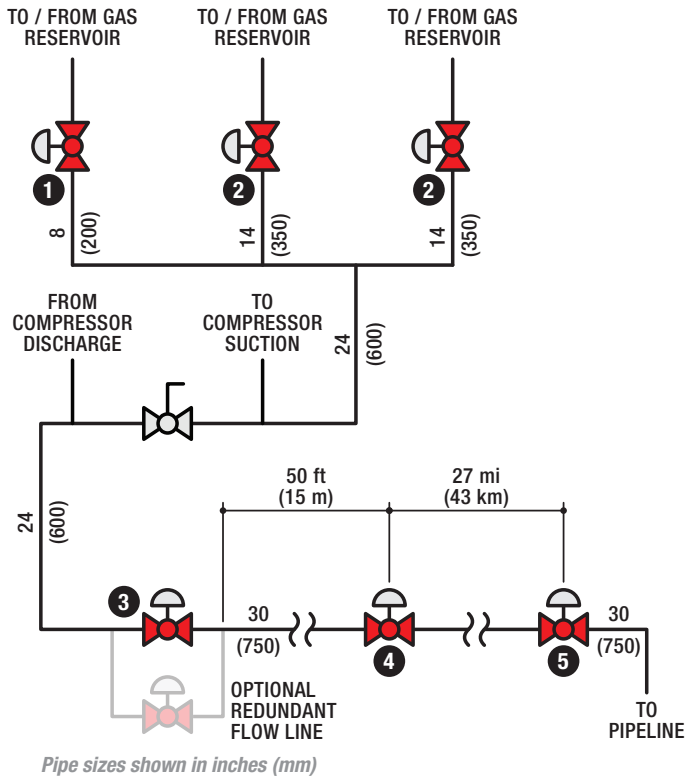 TO / FROM GAS
RESERVOIR
TO / FROM GAS
RESERVOIR
TO / FROM GAS
RESERVOIR
1
2
2
8
(200)
14
(350)
14
(350)
FROM
COMPRESSOR
DISCHARGE
TO
COMPRESSOR
SUCTION
24
(600)
50 ft
(15 m)
27 mi
(43 km)
24
(600)
3
30
(750)
4
5
30
(750)
OPTIONAL
REDUNDANT
FLOW LINE
TO
PIPELINE
Pipe sizes shown in inches (mm)